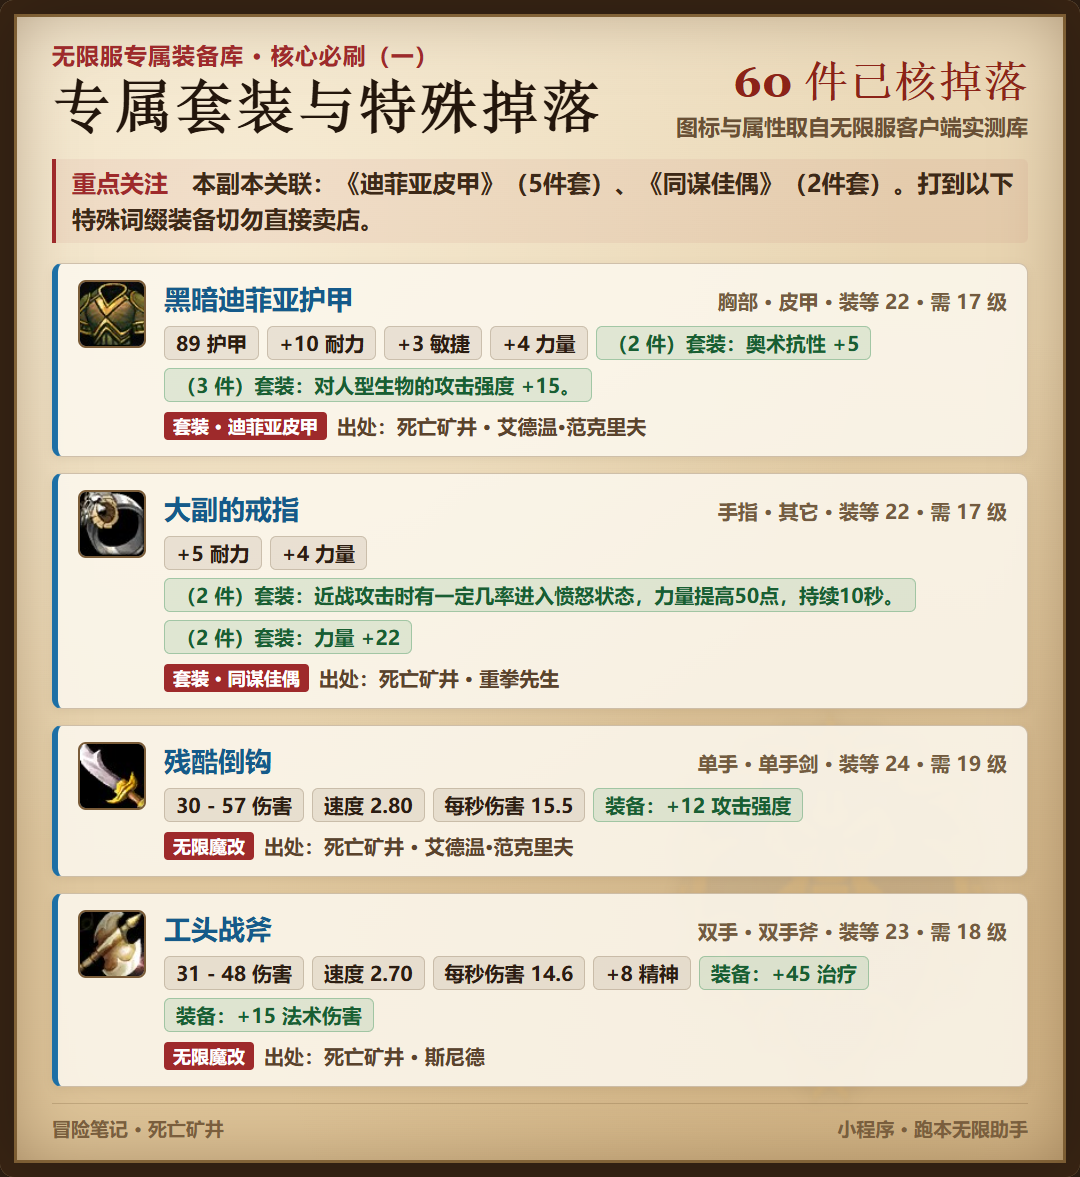 无限服专属装备库・核心必刷（一）
专属套装与特殊掉落
60 件已核掉落
图标与属性取自无限服客户端实测库
重点关注 本副本关联：《迪菲亚皮甲》（5件套）、《同谋佳偶》（2件套）。打到以下
特殊词缀装备切勿直接卖店。
黑暗迪菲亚护甲
胸部・皮甲・装等 22・需 17 级
89 护甲 +10 耐力 +3 敏捷 +4 力量 （2 件）套装：奥术抗性 +5
（3 件）套装：对人型生物的攻击强度 +15。
套装・迪菲亚皮甲 出处：死亡矿井・艾德温·范克里夫
大副的戒指
手指・其它・装等 22・需 17 级
+5 耐力 +4 力量
（2 件）套装：近战攻击时有一定几率进入愤怒状态，力量提高50点，持续10秒。
（2 件）套装：力量 +22
套装・同谋佳偶 出处：死亡矿井・重拳先生
残酷倒钩
单手・单手剑・装等 24・需 19 级
30 - 57 伤害 速度 2.80 每秒伤害 15.5 装备：+12 攻击强度
无限魔改 出处：死亡矿井・艾德温·范克里夫
工头战斧
双手・双手斧・装等 23・需 18 级
31 - 48 伤害 速度 2.70 每秒伤害 14.6 +8 精神 装备：+45 治疗
装备：+15 法术伤害
无限魔改 出处：死亡矿井・斯尼德
冒险笔记・死亡矿井
小程序・跑本无限助手